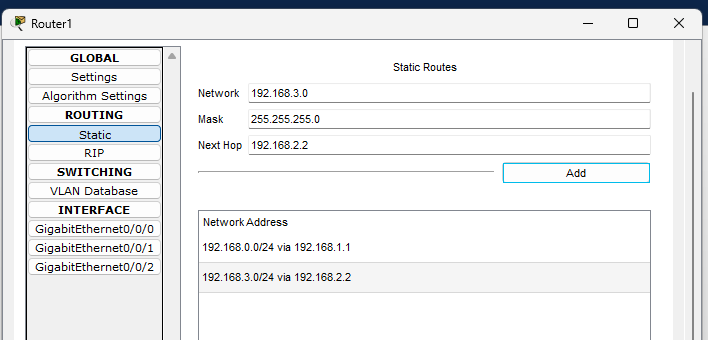 Router1
GLOBAL
Settings
Algorithm Settings
ROUTING
Static
RIP
SWITCHING
VLAN Database
INTERFACE
GigabitEthernet0/0/0
GigabitEthernet0/0/1
GigabitEthernet0/0/2
Static Routes
Network 192.168.3.0
Mask 255.255.255.0
Next Hop 192.168.2.2
Add
Network Address
192.168.0.0/24 via 192.168.1.1
192.168.3.0/24 via 192.168.2.2